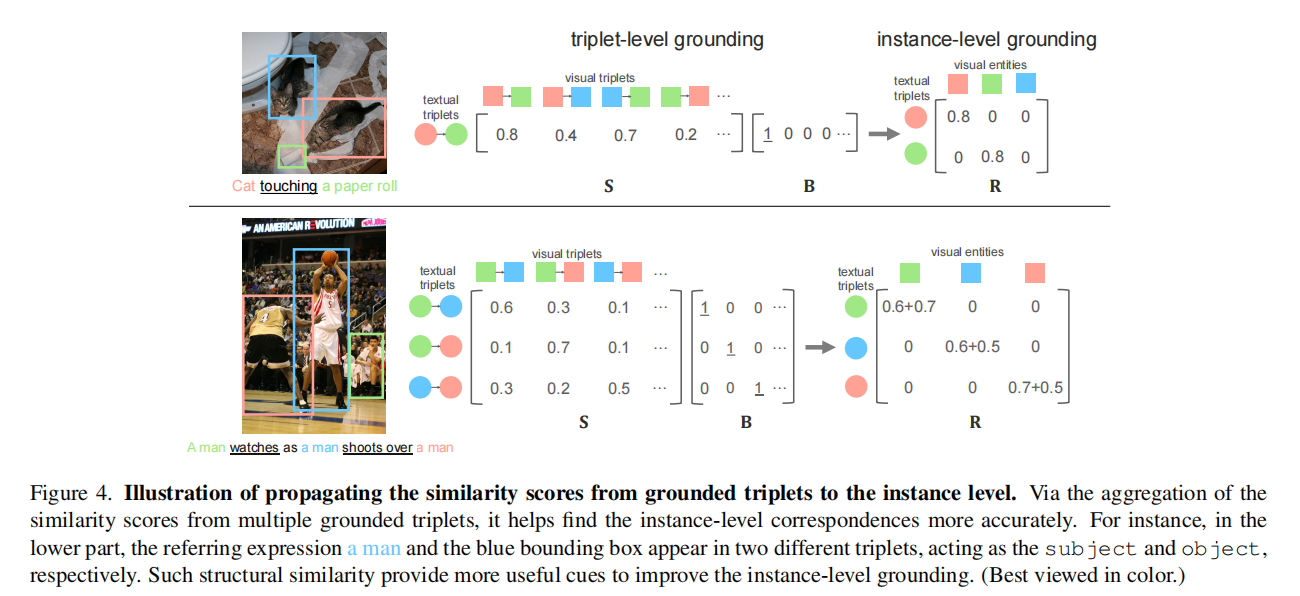 triplet-level grounding
instance-level grounding
visual triplets
textual
triplets
0.8 0.4 0.7 0.2 ...
1 0 0 0 ...
visual entities
textual
triplets
0.8 0 0
0 0.8 0
Cat touching a paper roll
S
B
R
AN AMERICAN REVOLUTION
visual triplets
textual
triplets
...
0.6 0.3 0.1 ...
0.1 0.7 0.1 ...
0.3 0.2 0.5 ...
1 0 0 ...
0 1 0 ...
0 0 1 ...
visual entities
textual
triplets
0.6+0.7 0 0
0 0.6+0.5 0
0 0 0.7+0.5
S
B
R
A man watches as a man shoots over a man
Figure 4. Illustration of propagating the similarity scores from grounded triplets to the instance level. Via the aggregation of the
similarity scores from multiple grounded triplets, it helps find the instance-level correspondences more accurately. For instance, in the
lower part, the referring expression a man and the blue bounding box appear in two different triplets, acting as the subject and object,
respectively. Such structural similarity provide more useful cues to improve the instance-level grounding. (Best viewed in color.)